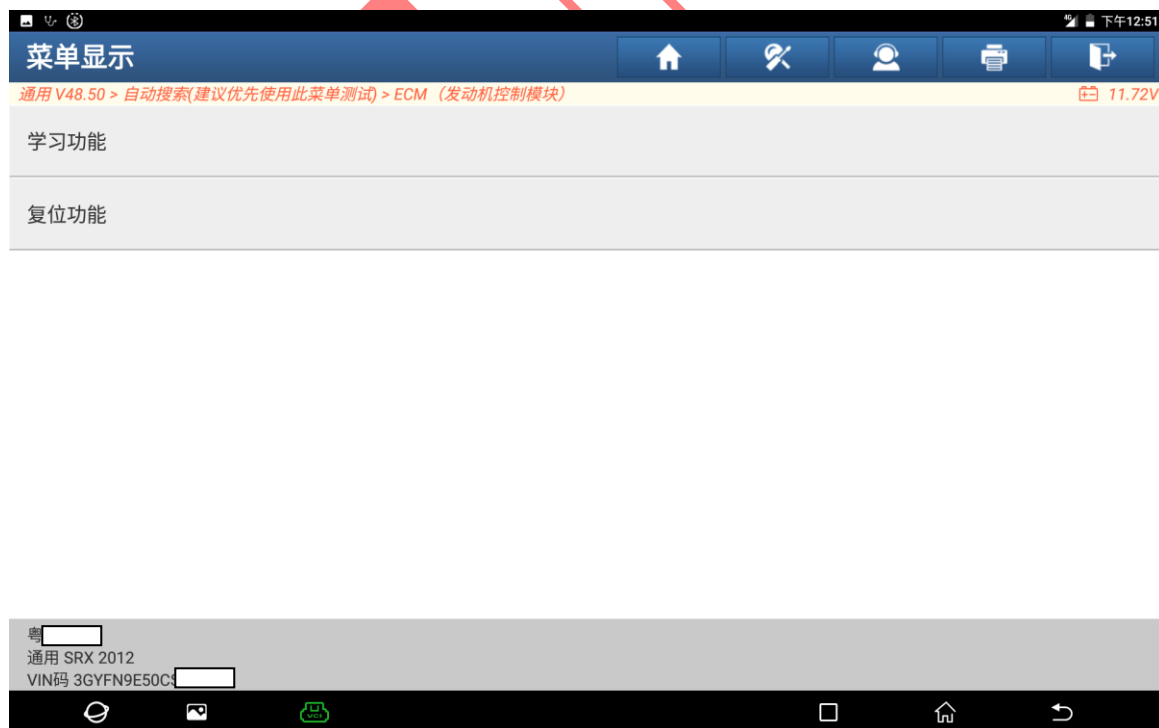 4G 下午12:51
菜单显示
通用 V48.50 > 自动搜索(建议优先使用此菜单测试) > ECM（发动机控制模块） 11.72V
学习功能
复位功能
粤
通用 SRX 2012
VIN码 3GYFN9E50C
VCI